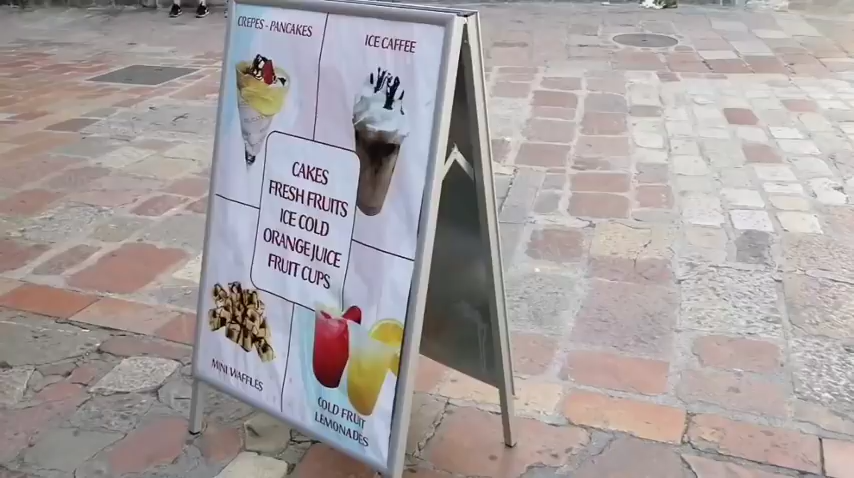 CREPES - PANCAKES
ICE CAFFEE
CAKES
FRESH FRUITS
ICE COLD
ORANGE JUICE
FRUIT CUPS
MINI WAFFLES
COLD FRUIT
LEMONADES